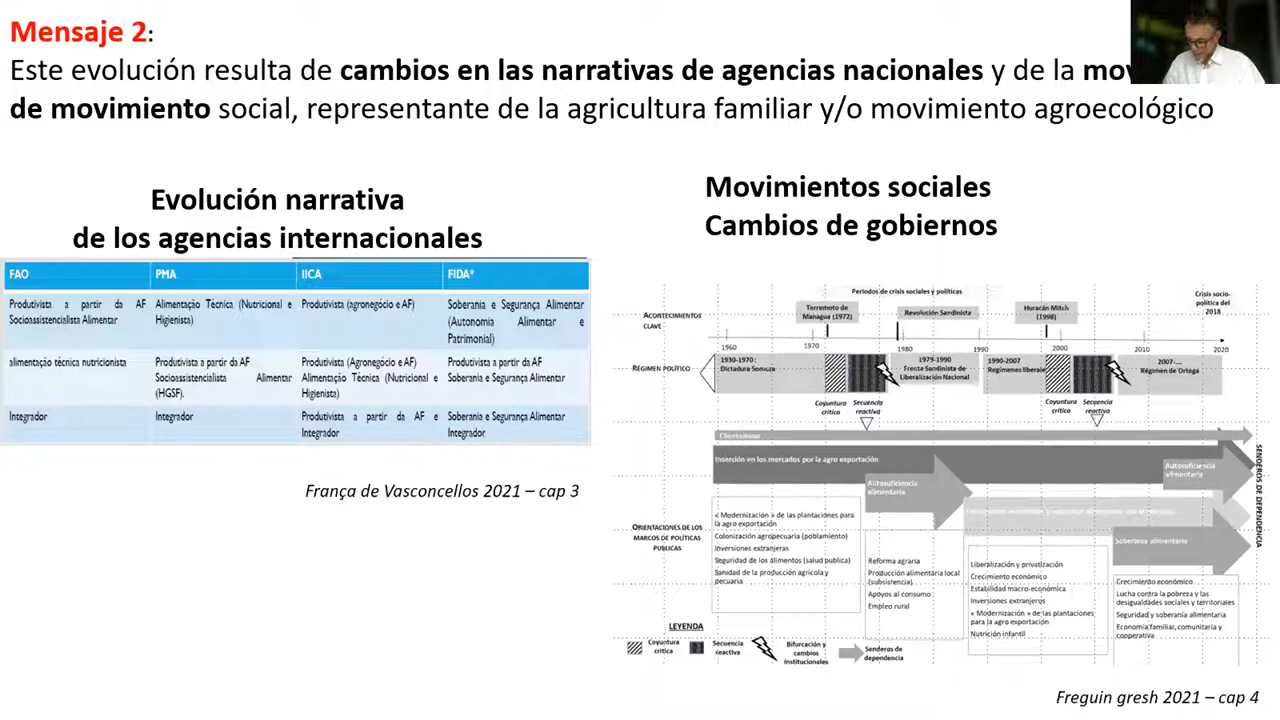 Mensaje 2:
Este evolución resulta de cambios en las narrativas de agencias nacionales y de la
de movimiento social, representante de la agricultura familiar y/o movimiento agroecológico
Evolución narrativa
de los agencias internacionales
FAO PMA IICA FIDA*
Produtivista a partir da AF
Socioassistencialista Alimentar
Alimentação Técnica (Nutricional e
Higienista)
Produtivista (agronegócio e AF)
Soberania e Segurança Alimentar
(Autonomia Alimentar e
Patrimonial)
alimentação técnica nutricionista
Produtivista a partir da AF
Socioassistencialista Alimentar
(HGSF).
Produtivista (Agronegócio e AF)
Alimentação Técnica (Nutricional e
Higienista)
Produtivista a partir da AF
Soberania e Segurança Alimentar
Integrador
Integrador
Produtivista a partir da AF e
Integrador
Soberania e Segurança Alimentar
Integrador
França de Vasconcellos 2021 – cap 3
Movimientos sociales
Cambios de gobiernos
Periodos de crisis sociales y políticas
Acontecimientos
clave
Terremoto de
Managua (1972)
Revolución Sandinista
Huracán Mitch
(1998)
Crisis socio-
política del
2018
1960 1970 1980 1990 2000 2010 2020
Régimen político
1930-1970:
Dictadura Somoza
1979-1990
Frente Sandinista de
Liberalización Nacional
1990-2007
Regímenes liberales
2007-...
Régimen de Ortega
Coyuntura
crítica
Secuencia
reactiva
Coyuntura
crítica
Secuencia
reactiva
Clientelismo
Inserción en los mercados por la agro exportación
Autosuficiencia
alimentaria
Autosuficiencia
alimentaria
Soberania alimentaria
SENDEROS DE DEPENDENCIA
Orientaciones de los
marcos de políticas
publicas
« Modernización » de las plantaciones para
la agro exportación
Colonización agropecuaria (poblamiento)
Inversiones extranjeras
Seguridad de los alimentos (salud publica)
Sanidad de la producción agrícola y
pecuaria
Reforma agraria
Producción alimentaria local
(subsistencia)
Apoyos al consumo
Empleo rural
Liberalización y privatización
Crecimiento económico
Estabilidad macro-económica
Inversiones extranjeros
« Modernización » de las plantaciones
para la agro exportación
Nutrición infantil
Crecimiento económico
Lucha contra la pobreza y las
desigualdades sociales y territoriales
Seguridad y soberanía alimentaria
Economía familiar, comunitaria y
cooperativa
LEYENDA
Coyuntura
crítica
Secuencia
reactiva
Bifurcación y
cambios
institucionales
Senderos de
dependencia
Freguin gresh 2021 – cap 4